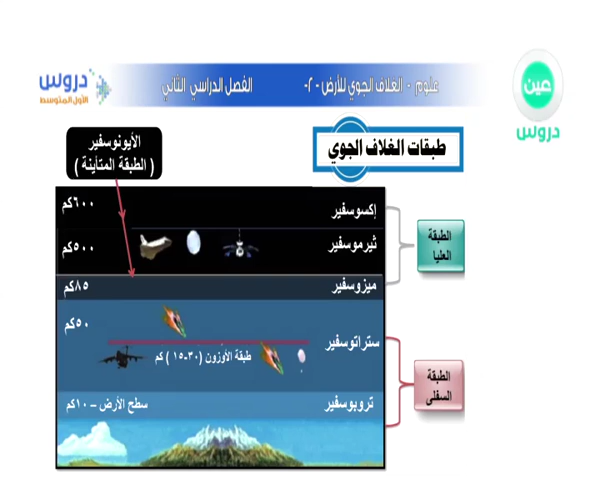 دروس
الأول المتوسط
علوم - الغلاف الجوي للأرض -٢-
الفصل الدراسي الثاني
عين
دروس
طبقات الغلاف الجوي
الأيونوسفير
( الطبقة المتأينة )
إكسوسفير
٦٠٠كم
ثيرموسفير
٥٠٠كم
ميزوسفير
٨٥كم
الطبقة
العليا
ستراتوسفير
٥٠كم
طبقة الأوزون (٣٠-١٥ ) كم
تروبوسفير
سطح الأرض – ١٠كم
الطبقة
السفلى